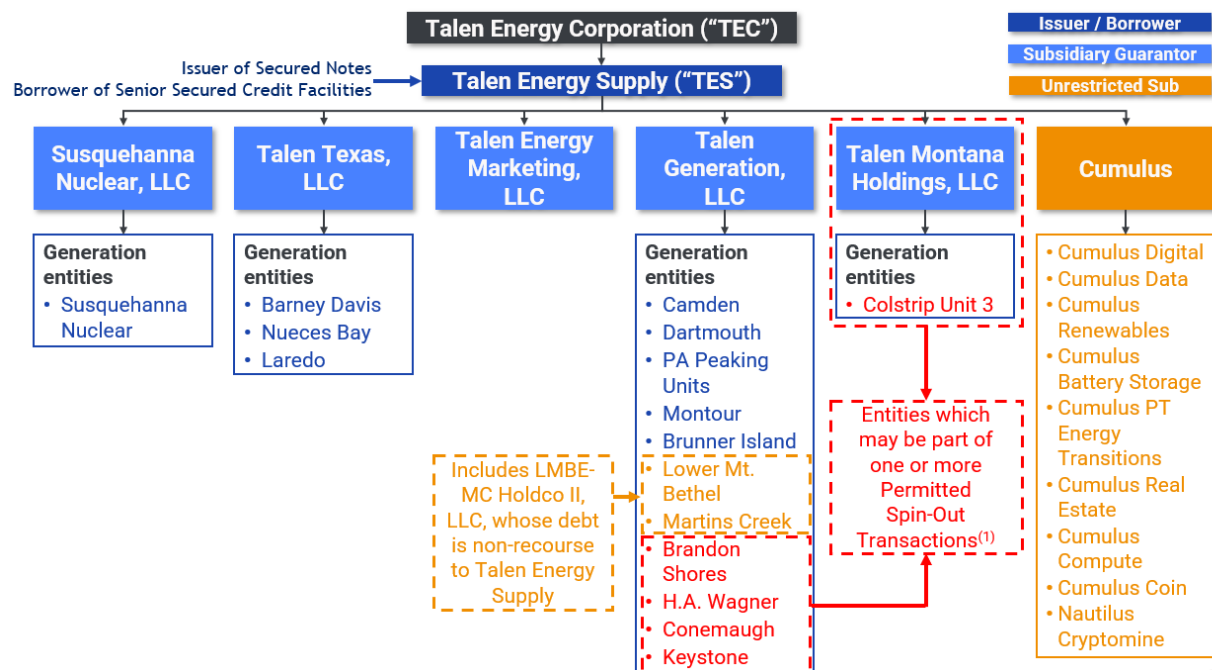 Talen Energy Corporation (“TEC”)
Issuer / Borrower
Subsidiary Guarantor
Unrestricted Sub
Issuer of Secured Notes
Borrower of Senior Secured Credit Facilities
Talen Energy Supply (“TES”)
Susquehanna
Nuclear, LLC
Talen Texas,
LLC
Talen Energy
Marketing,
LLC
Talen
Generation,
LLC
Talen Montana
Holdings, LLC
Cumulus
Generation
entities
• Susquehanna
Nuclear
Generation
entities
• Barney Davis
• Nueces Bay
• Laredo
Generation
entities
• Camden
• Dartmouth
• PA Peaking
Units
• Montour
• Brunner Island
• Lower Mt.
Bethel
• Martins Creek
• Brandon
Shores
• H.A. Wagner
• Conemaugh
• Keystone
Includes LMBE-
MC Holdco II,
LLC, whose debt
is non-recourse
to Talen Energy
Supply
Generation
entities
• Colstrip Unit 3
Entities which
may be part of
one or more
Permitted
Spin-Out
Transactions(1)
• Cumulus Digital
• Cumulus Data
• Cumulus
Renewables
• Cumulus
Battery Storage
• Cumulus PT
Energy
Transitions
• Cumulus Real
Estate
• Cumulus
Compute
• Cumulus Coin
• Nautilus
Cryptomine